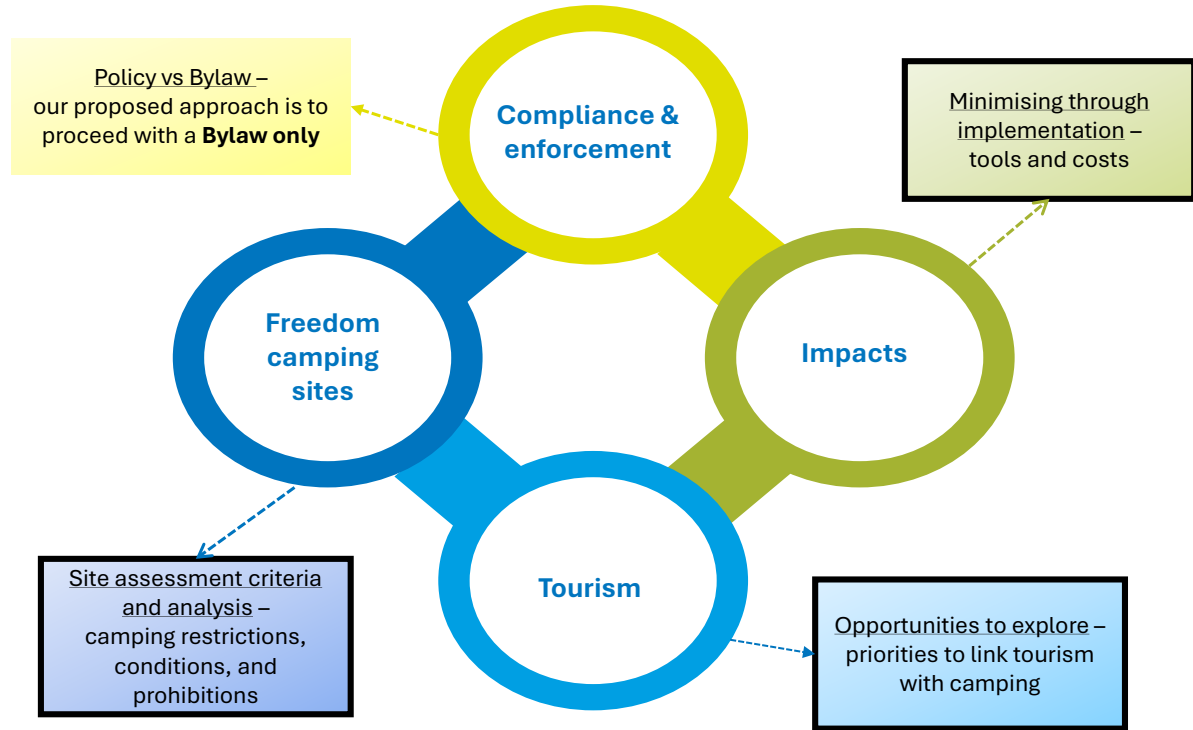 Policy vs Bylaw –
our proposed approach is to
proceed with a Bylaw only
Compliance &
enforcement
Minimising through
implementation –
tools and costs
Freedom
camping
sites
Impacts
Site assessment criteria
and analysis –
camping restrictions,
conditions, and
prohibitions
Tourism
Opportunities to explore –
priorities to link tourism
with camping